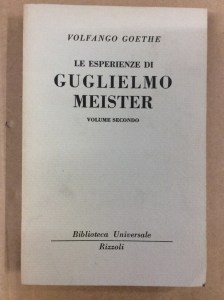 VOLFANGO GOETHE
LE ESPERIENZE DI
GUGLIELMO
MEISTER
VOLUME SECONDO
Biblioteca Universale
Rizzoli